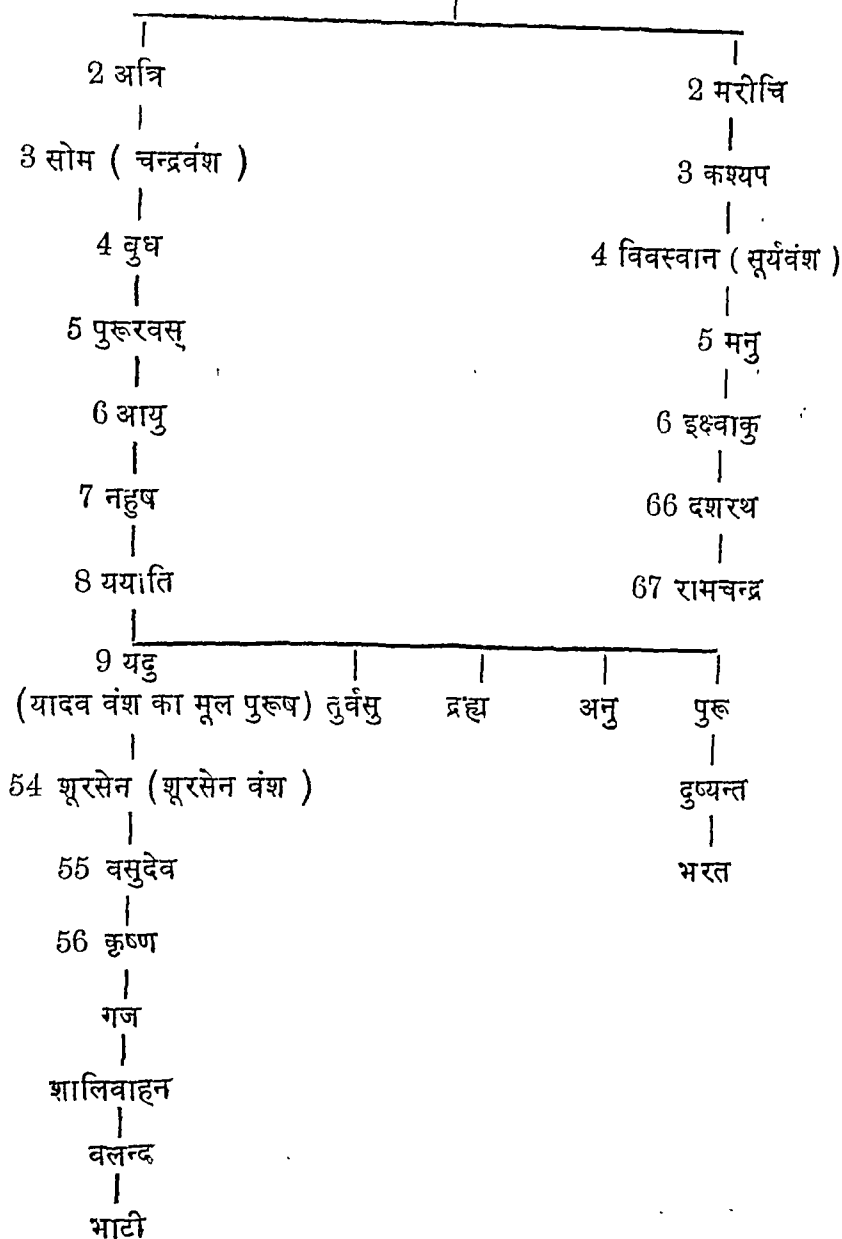 2 अत्रि 2 मरीचि
3 सोम ( चन्द्रवंश ) 3 कश्यप
4 वुध 4 विवस्वान ( सूर्यवंश )
5 पुरूरवस् 5 मनु
6 आयु 6 इक्ष्वाकु
7 नहुष 66 दशरथ
8 ययाति 67 रामचन्द्र
9 यदु
(यादव वंश का मूल पुरूष) तुर्वसु द्रह्य अनु पुरू
54 शूरसेन (शूरसेन वंश ) दुष्यन्त
55 वसुदेव भरत
56 कृष्ण
गज
शालिवाहन
वलन्द
भाटी